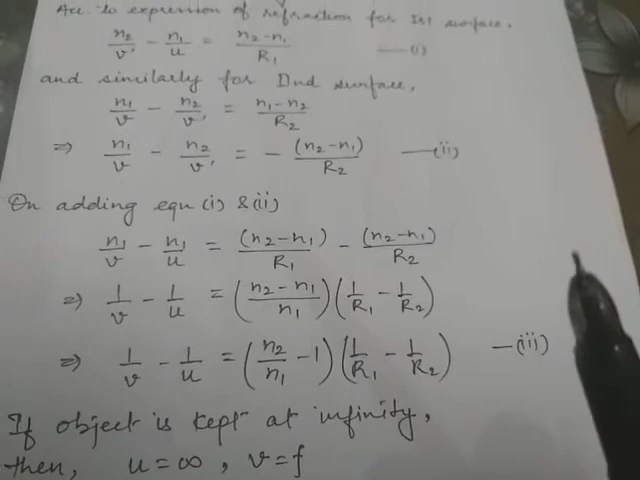 Acc to expression of refraction for Ist surface,
n₂/v' - n₁/u = (n₂-n₁)/R₁ —(i)
and similarly for IInd surface,
n₁/v - n₂/v' = (n₁-n₂)/R₂
⇒ n₁/v - n₂/v' = - (n₂-n₁)/R₂ —(ii)
On adding equn (i) & (ii)
n₁/v - n₁/u = (n₂-n₁)/R₁ - (n₂-n₁)/R₂
⇒ 1/v - 1/u = ((n₂-n₁)/n₁) (1/R₁ - 1/R₂)
⇒ 1/v - 1/u = (n₂/n₁ - 1) (1/R₁ - 1/R₂) —(iii)
If object is kept at infinity,
then, u=∞, v=f